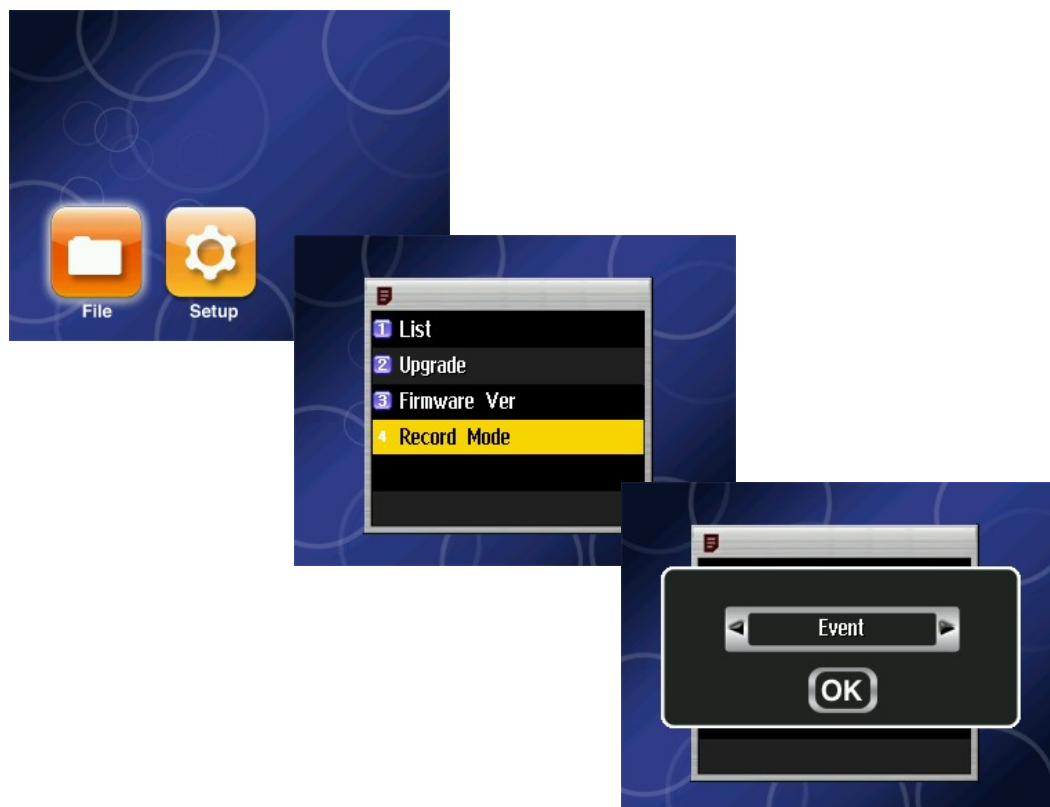 File
Setup
1 List
2 Upgrade
3 Firmware Ver
4 Record Mode
Event
OK